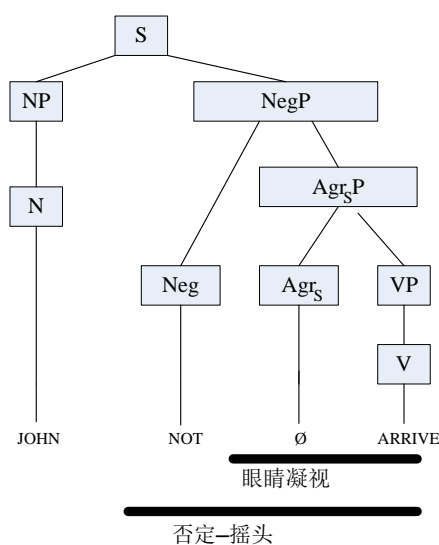 S
NP NegP
AgrSP
N
Neg AgrS VP
V
JOHN NOT Ø ARRIVE
眼睛凝视
否定–摇头